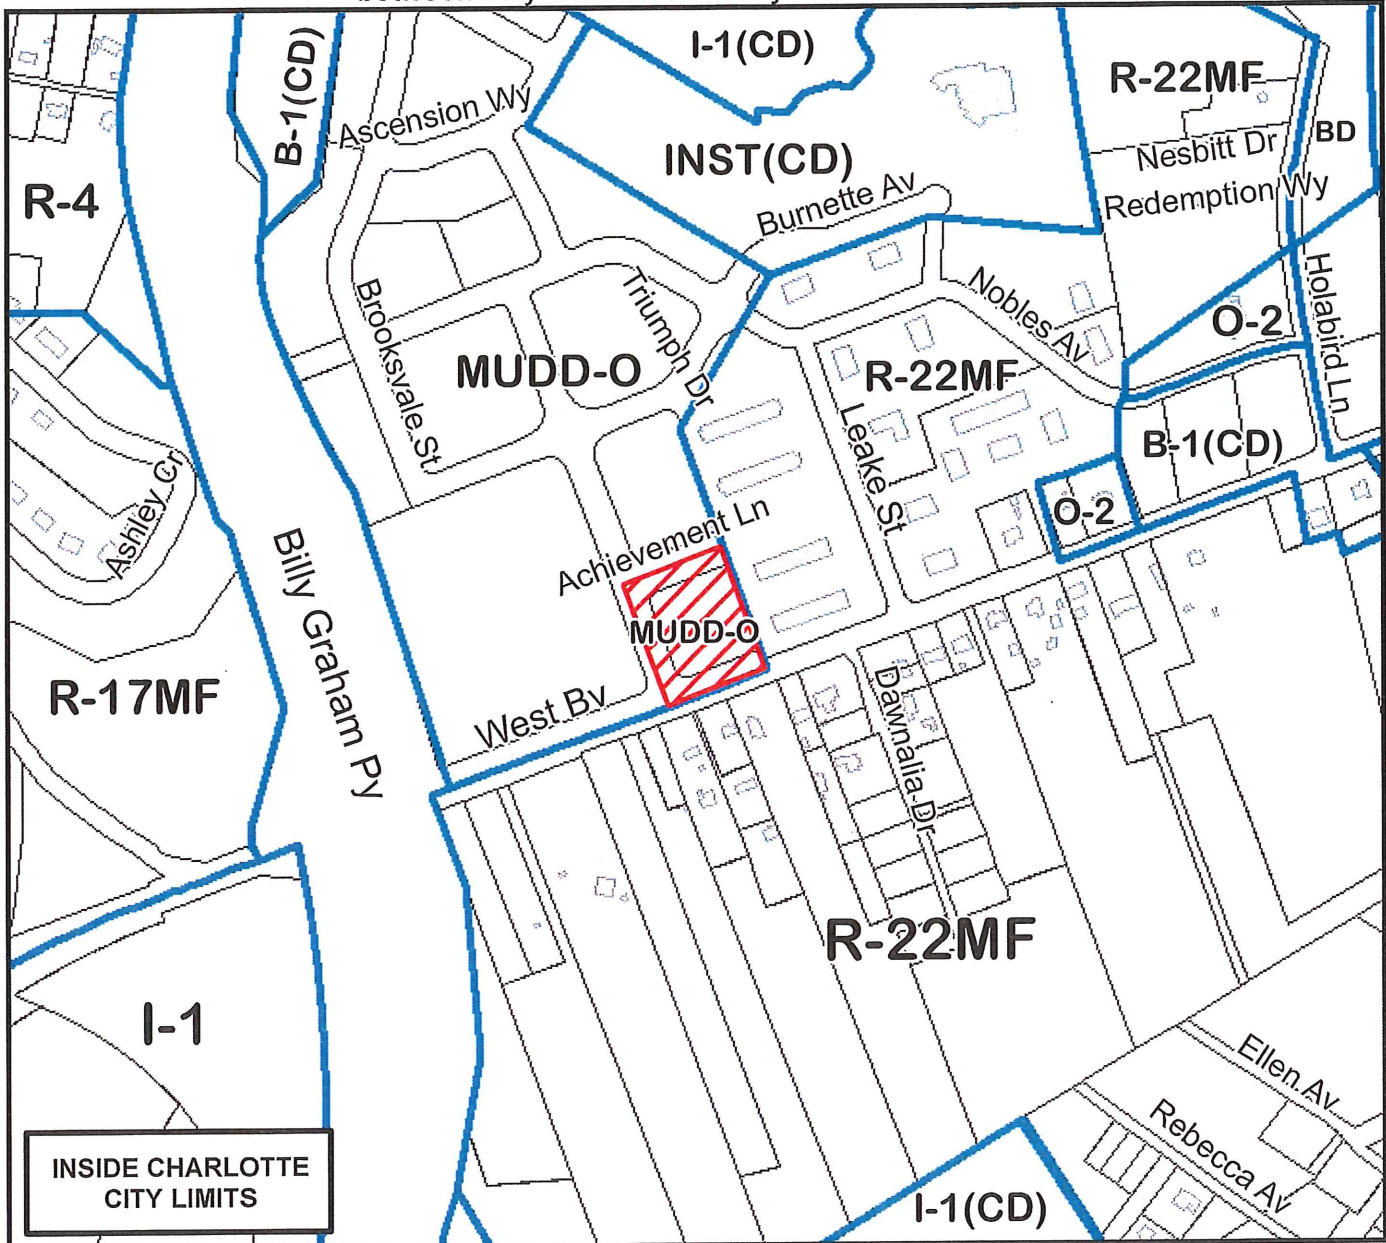 I-1(CD)
R-22MF
B-1(CD)
Ascension Wy
BD
INST(CD)
Nesbitt Dr
R-4
Redemption Wy
Burnette Av
Holabird Ln
Brooksvale St
Triumph Dr
Nobles Av
O-2
MUDD-O
R-22MF
Leake St
B-1(CD)
Ashley Cr
O-2
Achievement Ln
Billy Graham Py
MUDD-O
R-17MF
West Bv
Dawnalia Dr
R-22MF
I-1
Ellen Av
Rebecca Av
INSIDE CHARLOTTE
CITY LIMITS
I-1(CD)